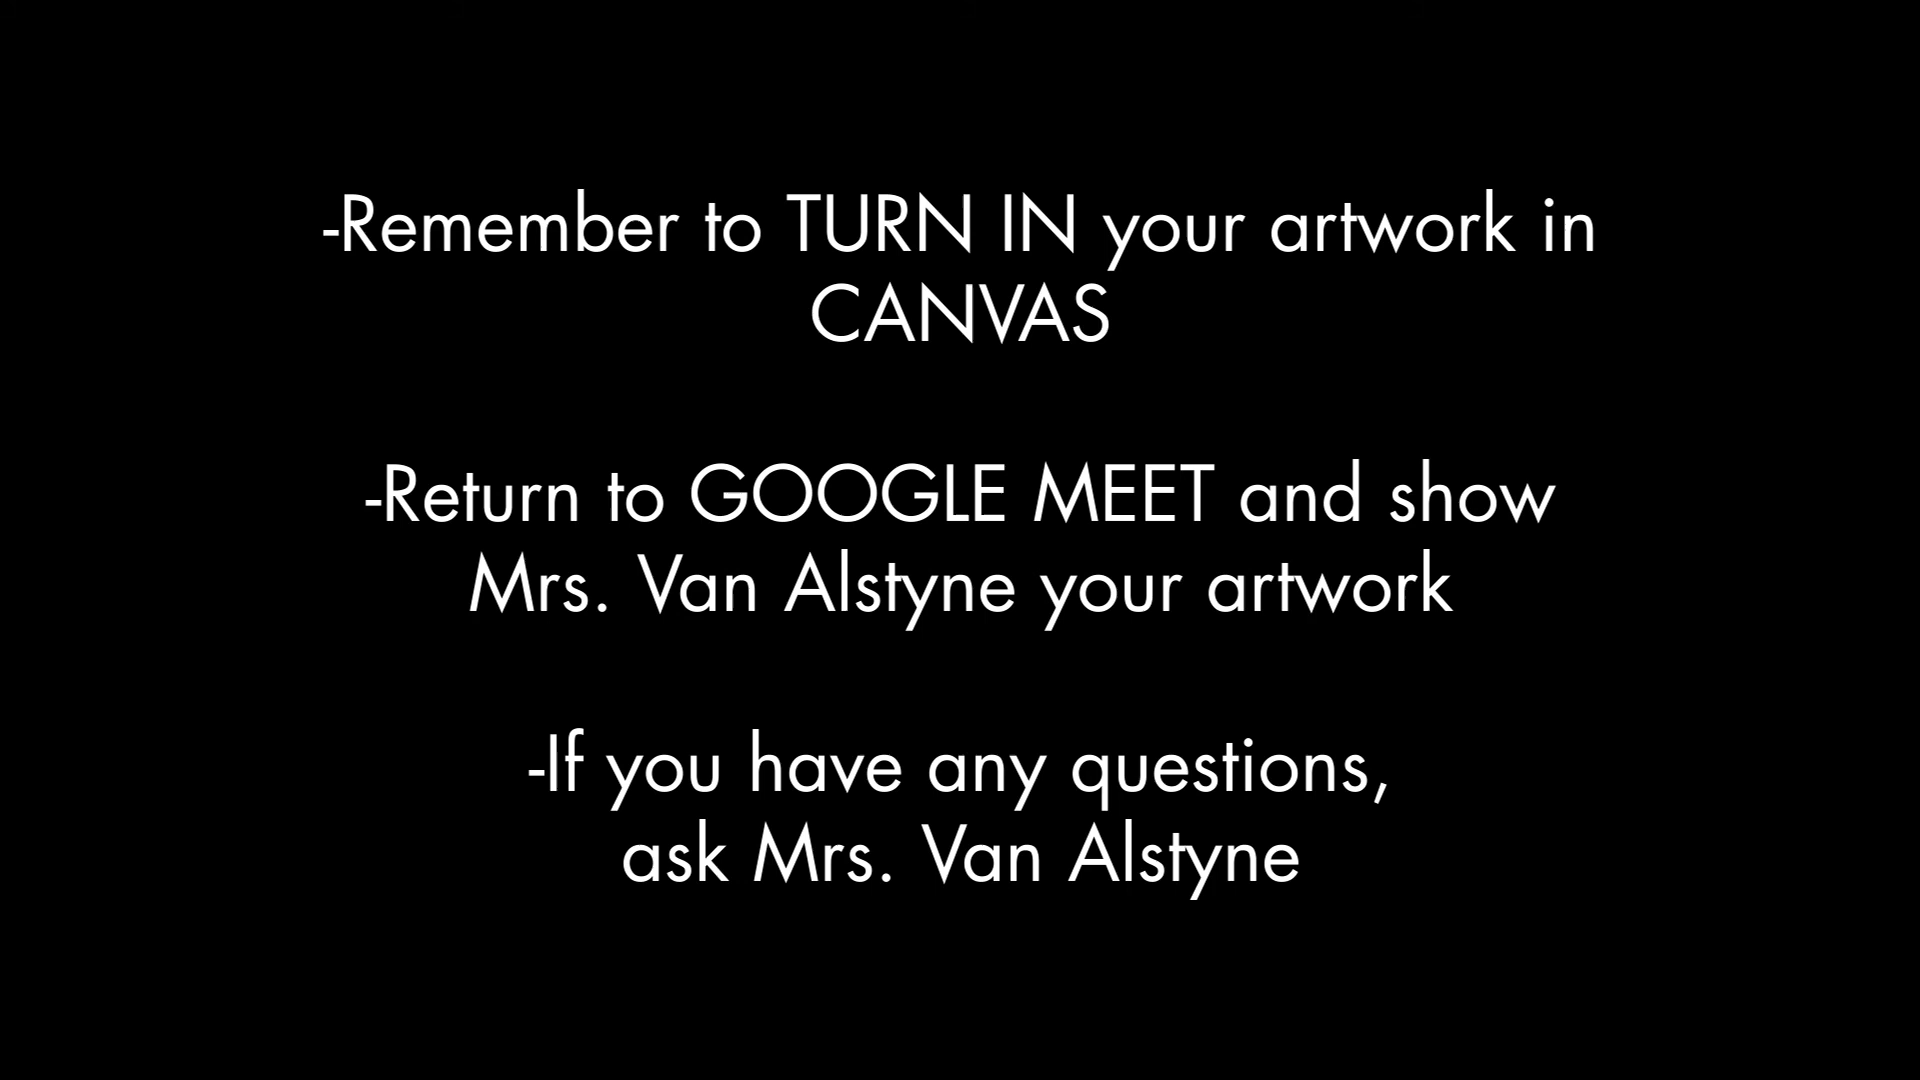 -Remember to TURN IN your artwork in
CANVAS
-Return to GOOGLE MEET and show
Mrs. Van Alstyne your artwork
-If you have any questions,
ask Mrs. Van Alstyne